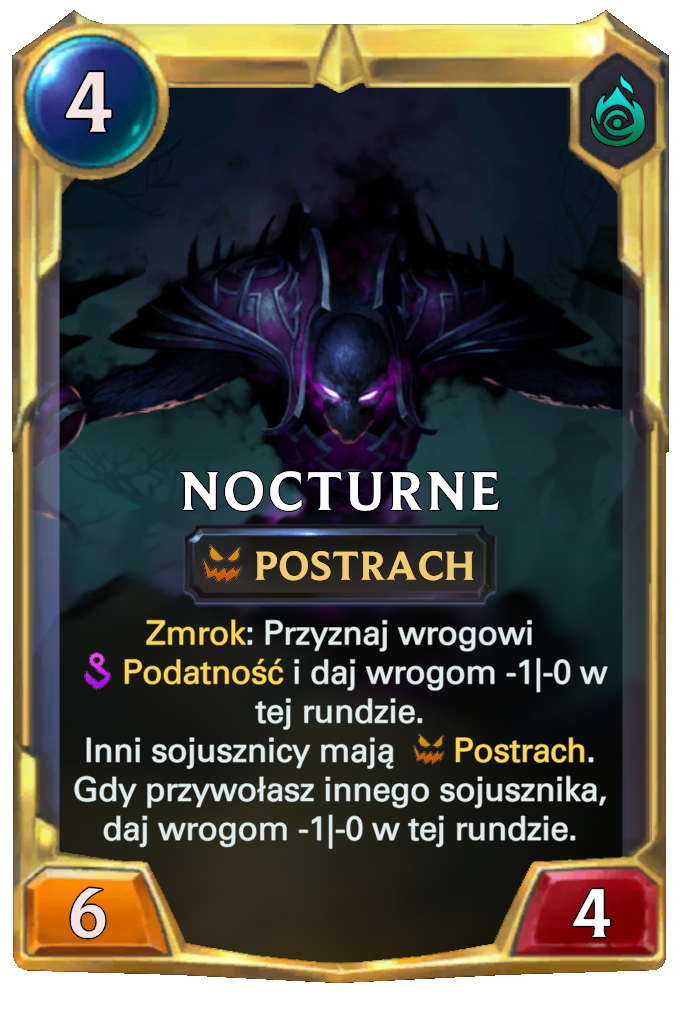 4
NOCTURNE
POSTRACH
Zmrok: Przyznaj wrogowi
Podatność i daj wrogom -1|-0 w
tej rundzie.
Inni sojusznicy mają Postrach.
Gdy przywołasz innego sojusznika,
daj wrogom -1|-0 w tej rundzie.
6
4